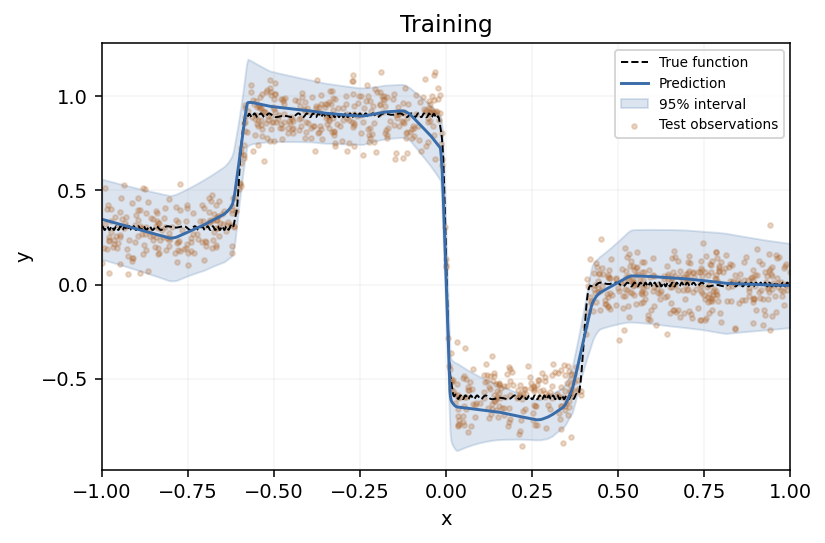 Training
True function
Prediction
95% interval
Test observations
y
1.0
0.5
0.0
−0.5
−1.00 −0.75 −0.50 −0.25 0.00 0.25 0.50 0.75 1.00
x